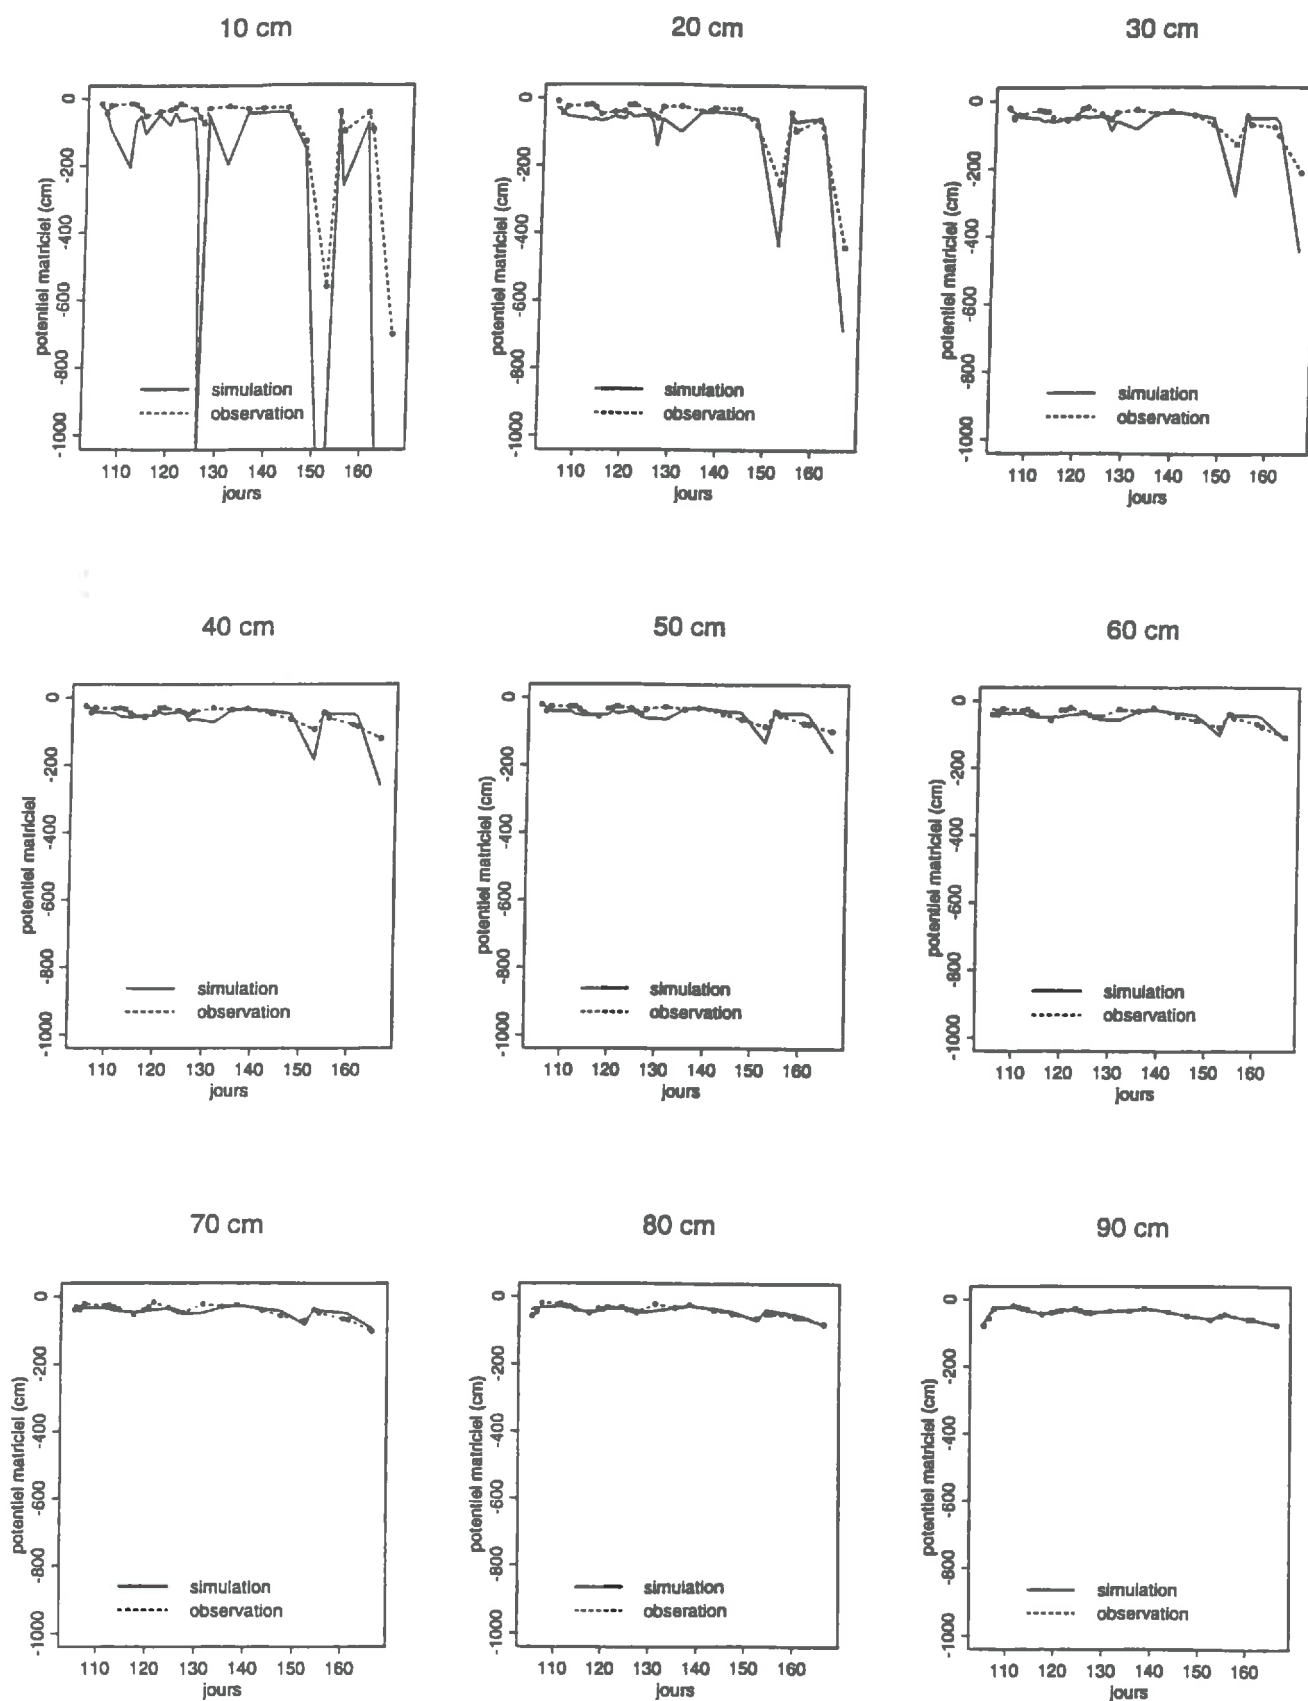 10 cm
20 cm
30 cm
potentiel matriciel (cm)
0
-200
-400
-600
-800
-1000
simulation
observation
110 120 130 140 150 160
jours
potentiel matriciel (cm)
0
-200
-400
-600
-800
-1000
simulation
observation
110 120 130 140 150 160
jours
potentiel matriciel (cm)
0
-200
-400
-600
-800
-1000
simulation
observation
110 120 130 140 150 160
jours
40 cm
50 cm
60 cm
potentiel matriciel
0
-200
-400
-600
-800
-1000
simulation
observation
110 120 130 140 150 160
jours
potentiel matriciel (cm)
0
-200
-400
-600
-800
-1000
simulation
observation
110 120 130 140 150 160
jours
potentiel matriciel (cm)
0
-200
-400
-600
-800
-1000
simulation
observation
110 120 130 140 150 160
jours
70 cm
80 cm
90 cm
potentiel matriciel (cm)
0
-200
-400
-600
-800
-1000
simulation
observation
110 120 130 140 150 160
jours
potentiel matriciel (cm)
0
-200
-400
-600
-800
-1000
simulation
obseration
110 120 130 140 150 160
jours
potentiel matriciel (cm)
0
-200
-400
-600
-800
-1000
simulation
observation
110 120 130 140 150 160
jours